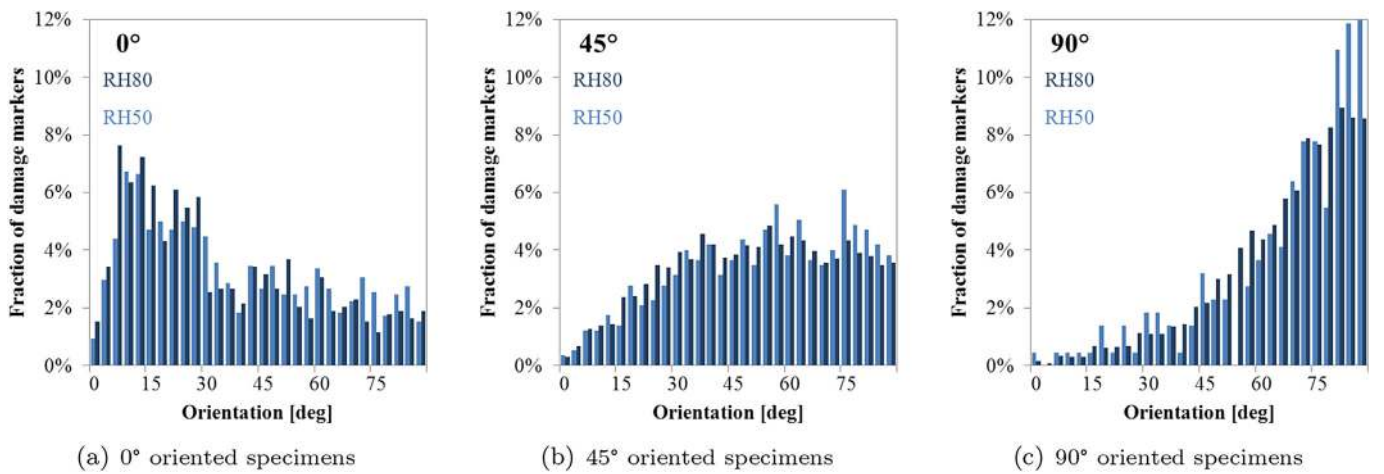 12%
10%
8%
6%
4%
2%
0%
Fraction of damage markers
0°
RH80
RH50
0 15 30 45 60 75
Orientation [deg]
(a) 0° oriented specimens
12%
10%
8%
6%
4%
2%
0%
Fraction of damage markers
45°
RH80
RH50
0 15 30 45 60 75
Orientation [deg]
(b) 45° oriented specimens
12%
10%
8%
6%
4%
2%
0%
Fraction of damage markers
90°
RH80
RH50
0 15 30 45 60 75
Orientation [deg]
(c) 90° oriented specimens